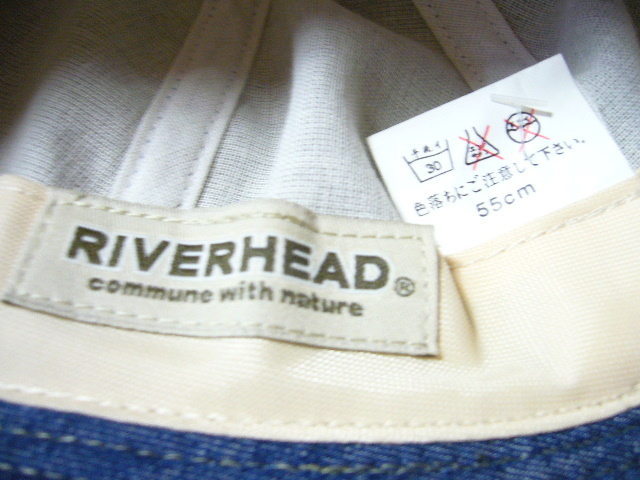 RIVERHEAD®
commune with nature
手洗イ
30
色落ちにご注意して下さい。
55cm